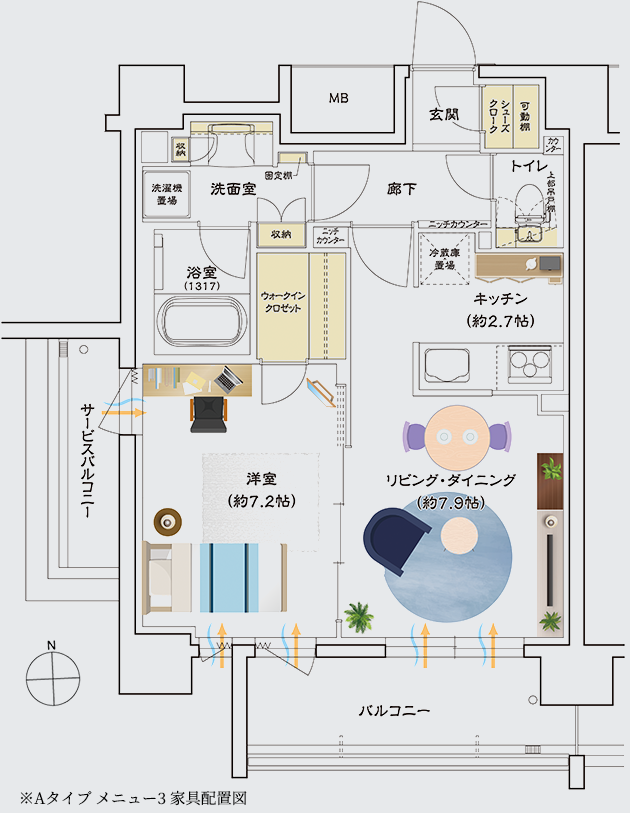 MB
玄関
シューズ
クローク
可動棚
カウ
ンター
トイレ
上部吊戸棚
収納
固定棚
洗濯機
置場
洗面室
廊下
収納
ニッチ
カウンター
ニッチカウンター
冷蔵庫
置場
浴室
(1317)
ウォークイン
クロゼット
キッチン
(約2.7帖)
サービスバルコニー
洋室
(約7.2帖)
リビング・ダイニング
(約7.9帖)
N
バルコニー
※Aタイプ メニュー3 家具配置図